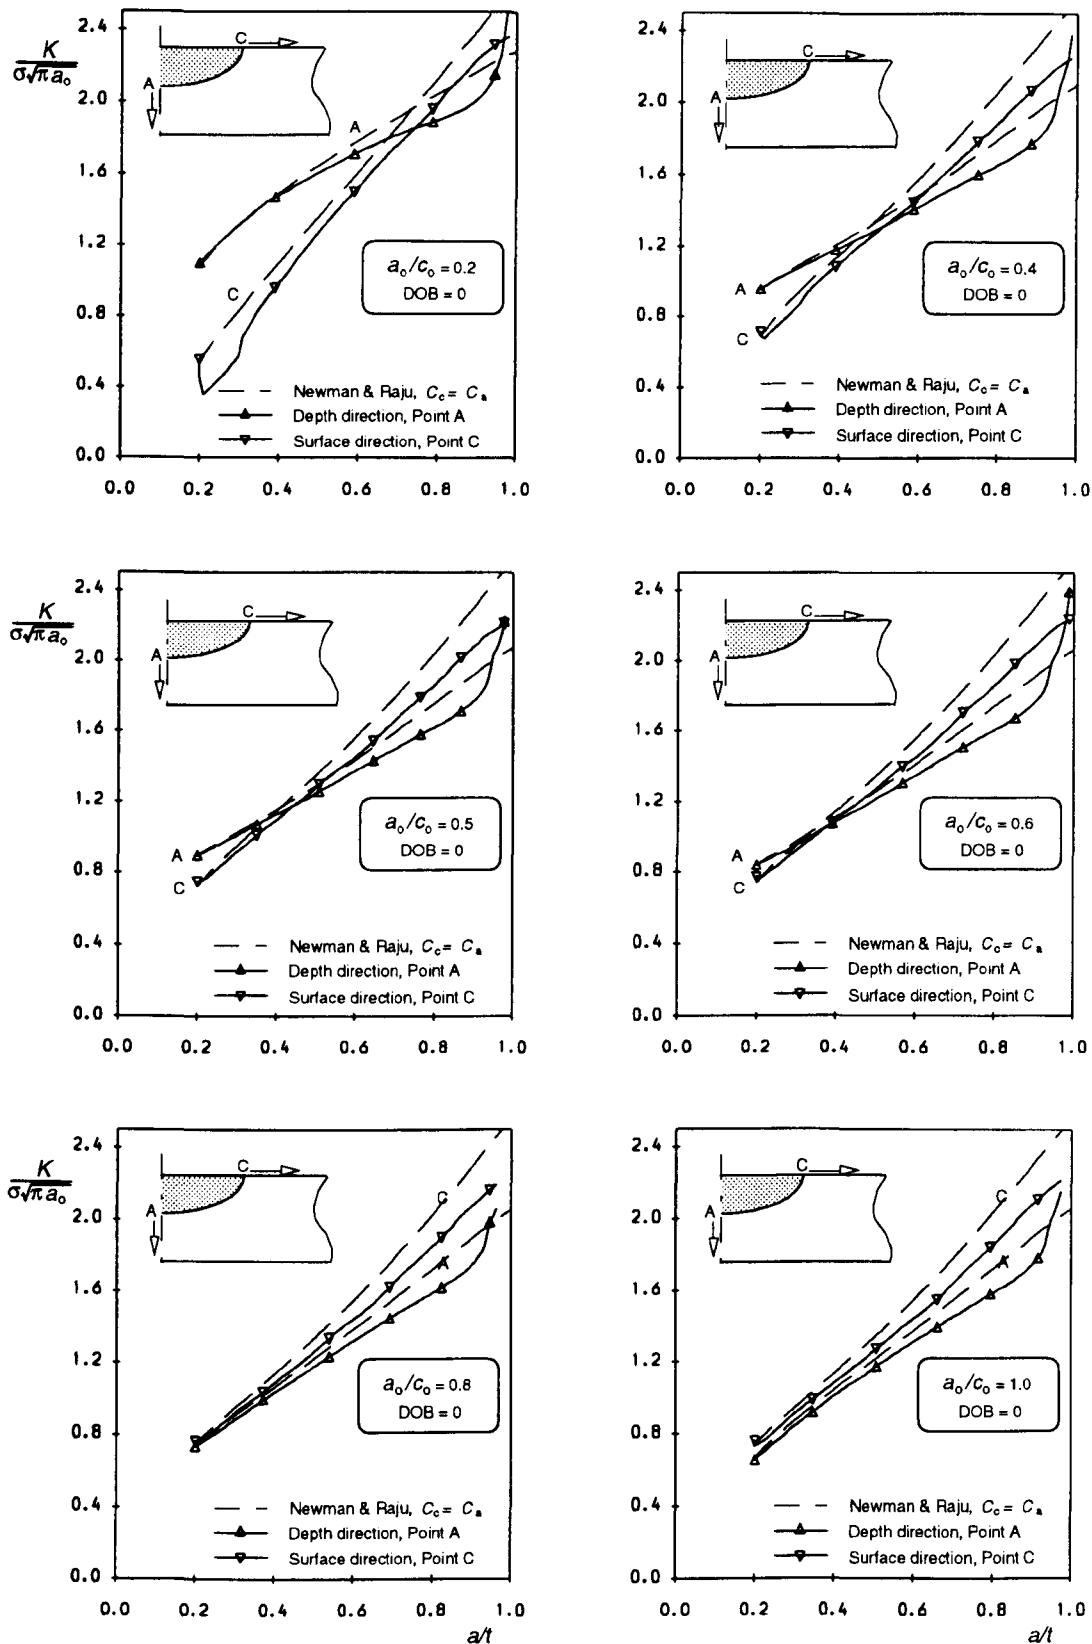 K
σ√πa₀
2.4
2.0
1.6
1.2
0.8
0.4
0.0
C
A
A
C
a₀/c₀ = 0.2
DOB = 0
Newman & Raju, Cc = Ca
Depth direction, Point A
Surface direction, Point C
0.0 0.2 0.4 0.6 0.8 1.0
2.4
2.0
1.6
1.2
0.8
0.4
0.0
C
A
A
C
a₀/c₀ = 0.4
DOB = 0
Newman & Raju, Cc = Ca
Depth direction, Point A
Surface direction, Point C
0.0 0.2 0.4 0.6 0.8 1.0
K
σ√πa₀
2.4
2.0
1.6
1.2
0.8
0.4
0.0
C
A
A
C
a₀/c₀ = 0.5
DOB = 0
Newman & Raju, Cc = Ca
Depth direction, Point A
Surface direction, Point C
0.0 0.2 0.4 0.6 0.8 1.0
2.4
2.0
1.6
1.2
0.8
0.4
0.0
C
A
A
C
a₀/c₀ = 0.6
DOB = 0
Newman & Raju, Cc = Ca
Depth direction, Point A
Surface direction, Point C
0.0 0.2 0.4 0.6 0.8 1.0
K
σ√πa₀
2.4
2.0
1.6
1.2
0.8
0.4
0.0
C
A
C
A
a₀/c₀ = 0.8
DOB = 0
Newman & Raju, Cc = Ca
Depth direction, Point A
Surface direction, Point C
0.0 0.2 0.4 0.6 0.8 1.0
a/t
2.4
2.0
1.6
1.2
0.8
0.4
0.0
C
A
C
A
a₀/c₀ = 1.0
DOB = 0
Newman & Raju, Cc = Ca
Depth direction, Point A
Surface direction, Point C
0.0 0.2 0.4 0.6 0.8 1.0
a/t